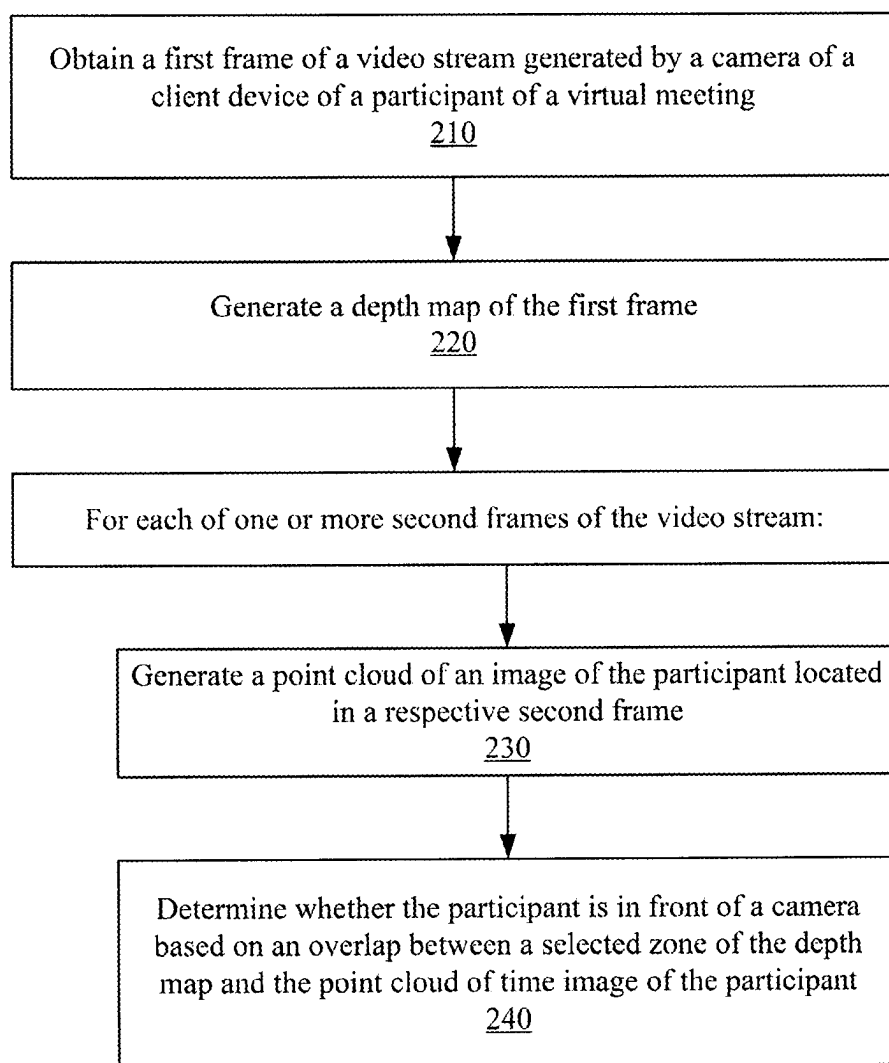 Obtain a first frame of a video stream generated by a camera of a
client device of a participant of a virtual meeting
210
Generate a depth map of the first frame
220
For each of one or more second frames of the video stream:
Generate a point cloud of an image of the participant located
in a respective second frame
230
Determine whether the participant is in front of a camera
based on an overlap between a selected zone of the depth
map and the point cloud of time image of the participant
240